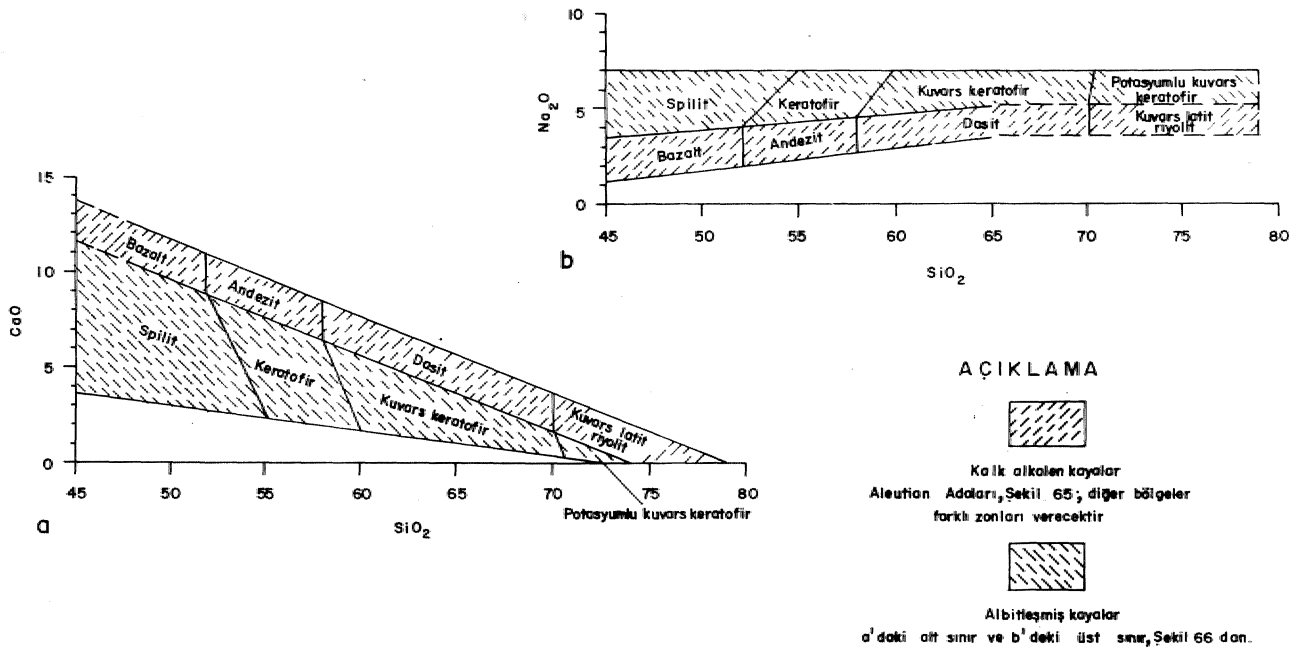 10
5
0
Na2O
Spilit
Keratofir
Kuvars keratofir
Potasyumlu kuvars
keratofir
Bazalt
Andezit
Dasit
Kuvars latit
riyolit
45
50
55
60
65
70
75
80
SiO2
b
15
10
5
0
CaO
Bazalt
Andezit
Dasit
Kuvars latit
riyolit
Spilit
Keratofir
Kuvars keratofir
Potasyumlu kuvars keratofir
45
50
55
60
65
70
75
80
SiO2
a
AÇIKLAMA
Kalk alkalen kayalar
Aleutian Adaları, Şekil 65; diğer bölgeler
farklı zonları verecektir
Albitleşmiş kayalar
a'daki alt sınır ve b'deki üst sınır, Şekil 66 dan.